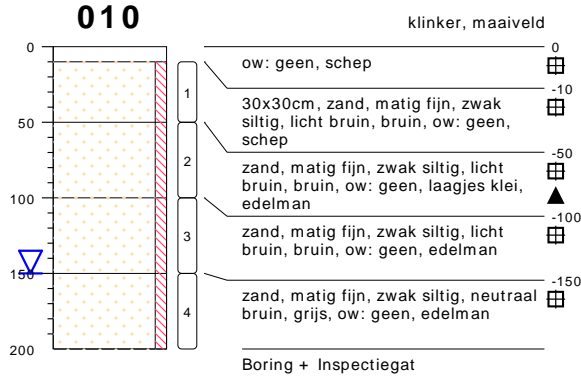 010
klinker, maaiveld
0
0
ow: geen, schep
-10
1
30x30cm, zand, matig fijn, zwak
siltig, licht bruin, bruin, ow: geen,
schep
50
-50
2
zand, matig fijn, zwak siltig, licht
bruin, bruin, ow: geen, laagjes klei,
edelman
100
-100
3
zand, matig fijn, zwak siltig, licht
bruin, bruin, ow: geen, edelman
150
-150
4
zand, matig fijn, zwak siltig, neutraal
bruin, grijs, ow: geen, edelman
200
Boring + Inspectiegat